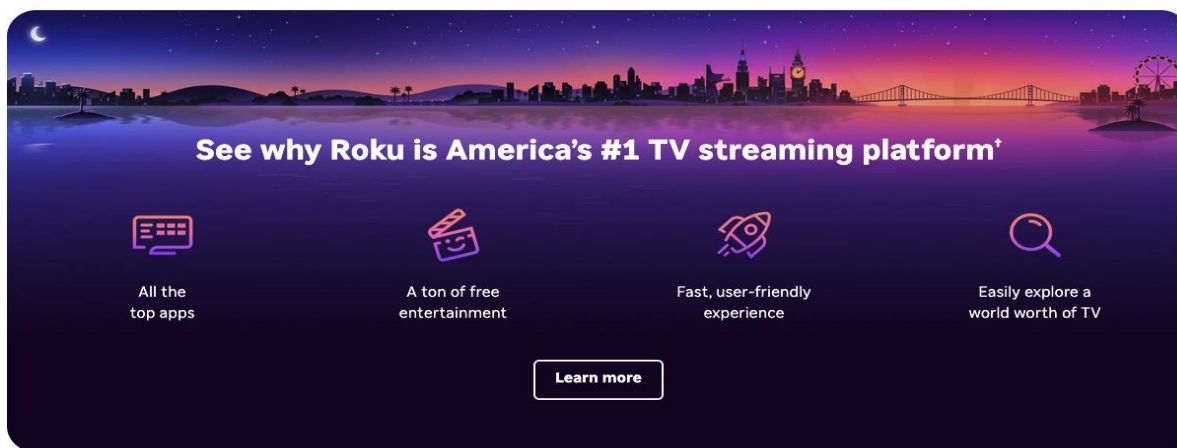 See why Roku is America’s #1 TV streaming platform†
All the
top apps
A ton of free
entertainment
Fast, user-friendly
experience
Easily explore a
world worth of TV
Learn more